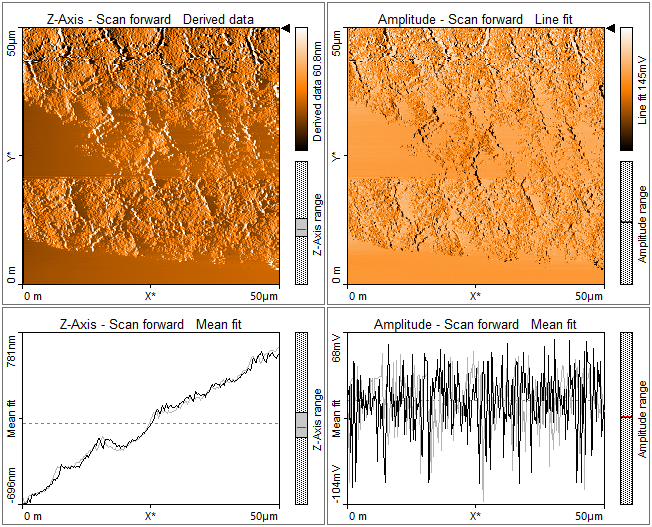 Z-Axis - Scan forward Derived data
50µm
Y*
0 m
0 m
X*
50µm
Derived data 60.8nm
Z-Axis range
Amplitude - Scan forward Line fit
50µm
Y*
0 m
0 m
X*
50µm
Line fit 145mV
Amplitude range
Z-Axis - Scan forward Mean fit
781nm
Mean fit
-696nm
0 m
X*
50µm
Z-Axis range
Amplitude - Scan forward Mean fit
68mV
Mean fit
-104mV
0 m
X*
50µm
Amplitude range